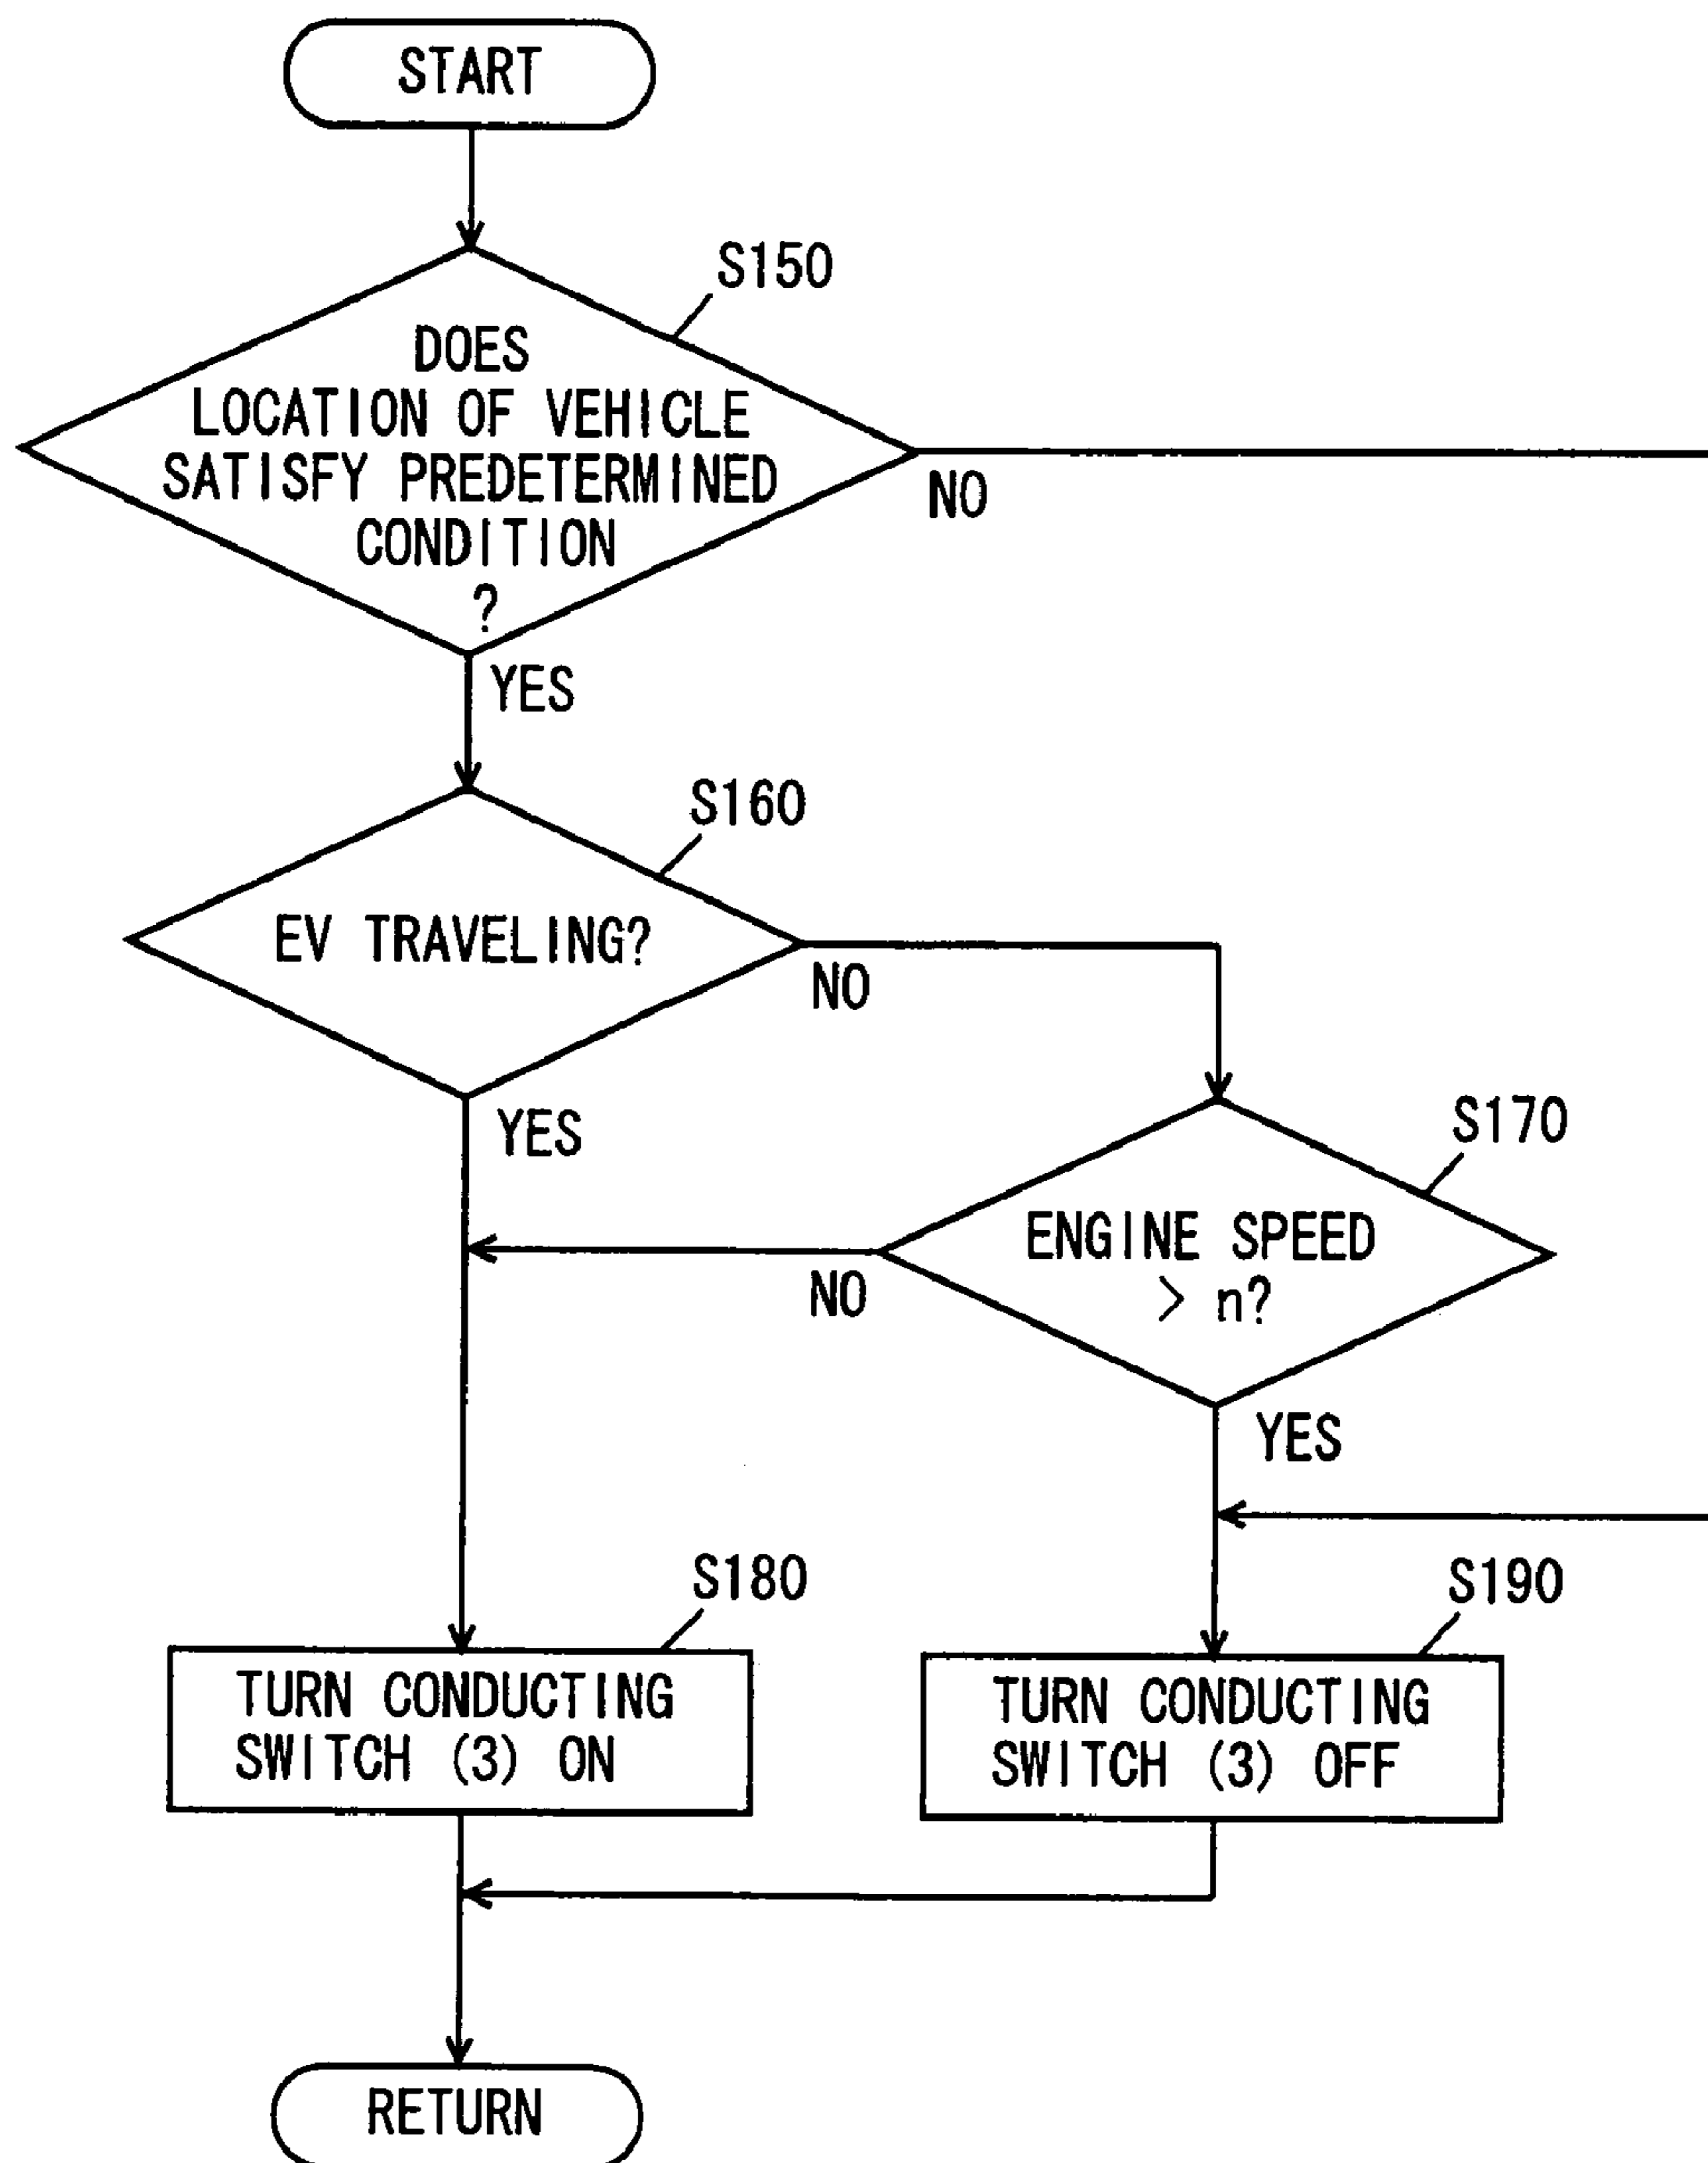 START
S150
DOES
LOCATION OF VEHICLE
SATISFY PREDETERMINED
CONDITION
?
NO
YES
S160
EV TRAVELING?
NO
YES
S170
ENGINE SPEED
> n?
NO
YES
S180
TURN CONDUCTING
SWITCH (3) ON
S190
TURN CONDUCTING
SWITCH (3) OFF
RETURN